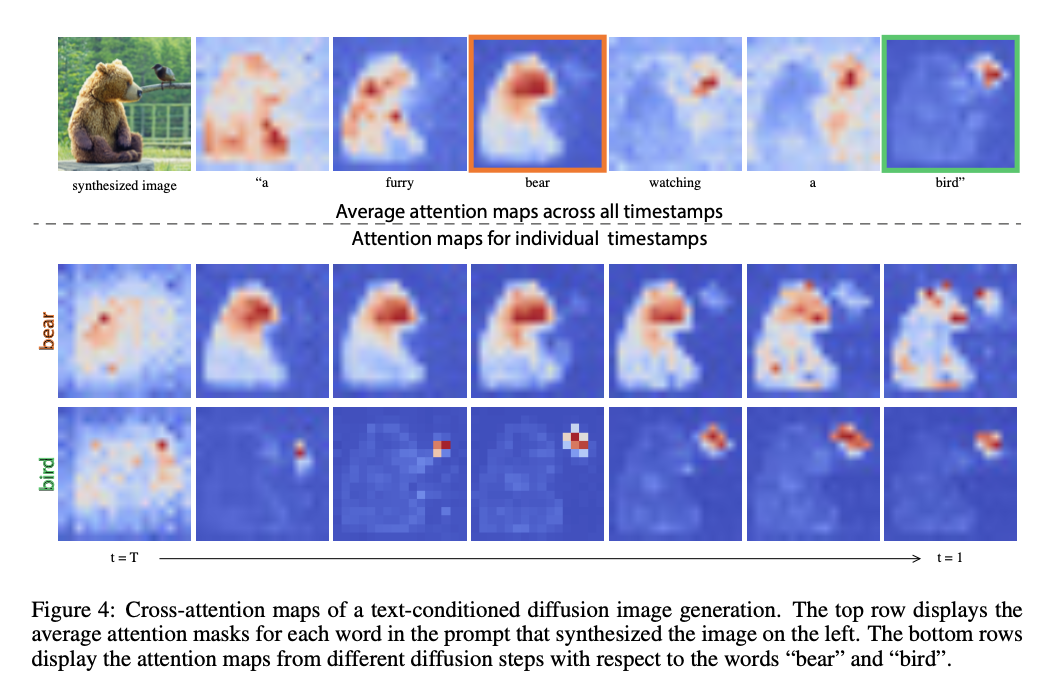 synthesized image
“a
furry
bear
watching
a
bird”
Average attention maps across all timestamps
Attention maps for individual timestamps
bear
bird
t = T
t = 1
Figure 4: Cross-attention maps of a text-conditioned diffusion image generation. The top row displays the
average attention masks for each word in the prompt that synthesized the image on the left. The bottom rows
display the attention maps from different diffusion steps with respect to the words “bear” and “bird”.